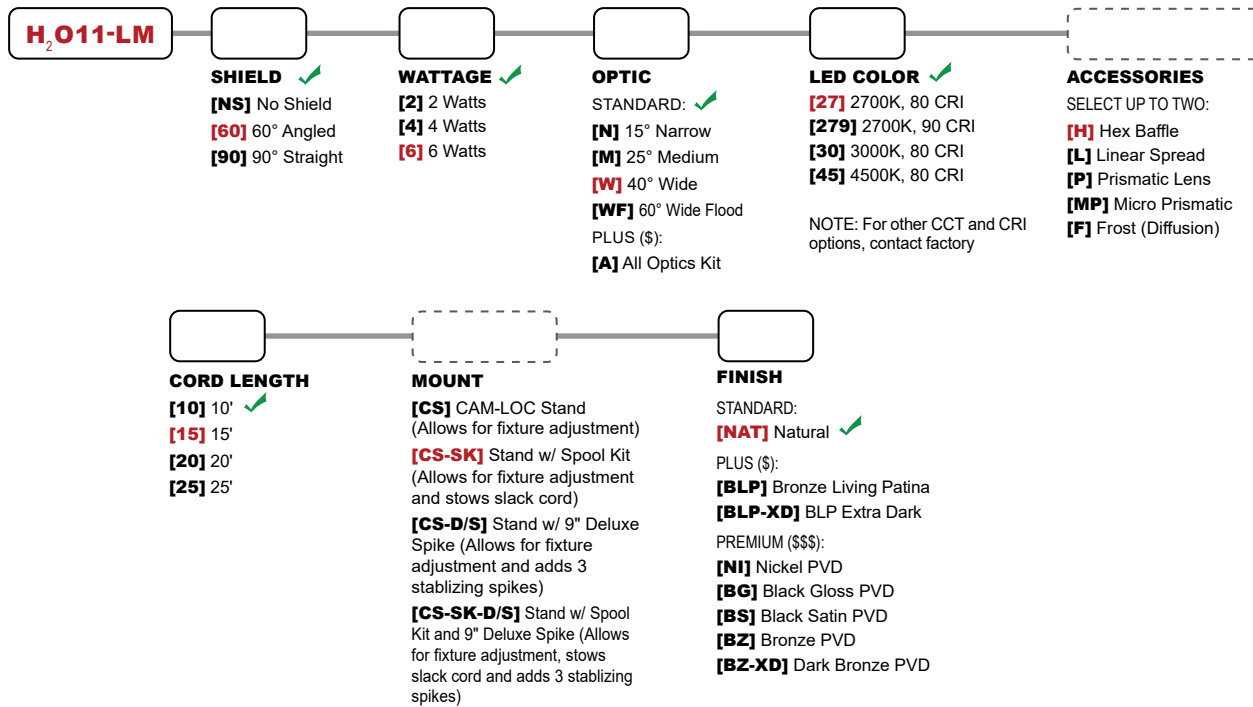 H2O11-LM
SHIELD
[NS] No Shield
[60] 60° Angled
[90] 90° Straight
WATTAGE
[2] 2 Watts
[4] 4 Watts
[6] 6 Watts
OPTIC
STANDARD:
[N] 15° Narrow
[M] 25° Medium
[W] 40° Wide
[WF] 60° Wide Flood
PLUS ($):
[A] All Optics Kit
LED COLOR
[27] 2700K, 80 CRI
[279] 2700K, 90 CRI
[30] 3000K, 80 CRI
[45] 4500K, 80 CRI
NOTE: For other CCT and CRI
options, contact factory
ACCESSORIES
SELECT UP TO TWO:
[H] Hex Baffle
[L] Linear Spread
[P] Prismatic Lens
[MP] Micro Prismatic
[F] Frost (Diffusion)
CORD LENGTH
[10] 10'
[15] 15'
[20] 20'
[25] 25'
MOUNT
[CS] CAM-LOC Stand
(Allows for fixture adjustment)
[CS-SK] Stand w/ Spool Kit
(Allows for fixture adjustment
and stows slack cord)
[CS-D/S] Stand w/ 9" Deluxe
Spike (Allows for fixture
adjustment and adds 3
stablizing spikes)
[CS-SK-D/S] Stand w/ Spool
Kit and 9" Deluxe Spike (Allows
for fixture adjustment, stows
slack cord and adds 3 stablizing
spikes)
FINISH
STANDARD:
[NAT] Natural
PLUS ($):
[BLP] Bronze Living Patina
[BLP-XD] BLP Extra Dark
PREMIUM ($$$):
[NI] Nickel PVD
[BG] Black Gloss PVD
[BS] Black Satin PVD
[BZ] Bronze PVD
[BZ-XD] Dark Bronze PVD